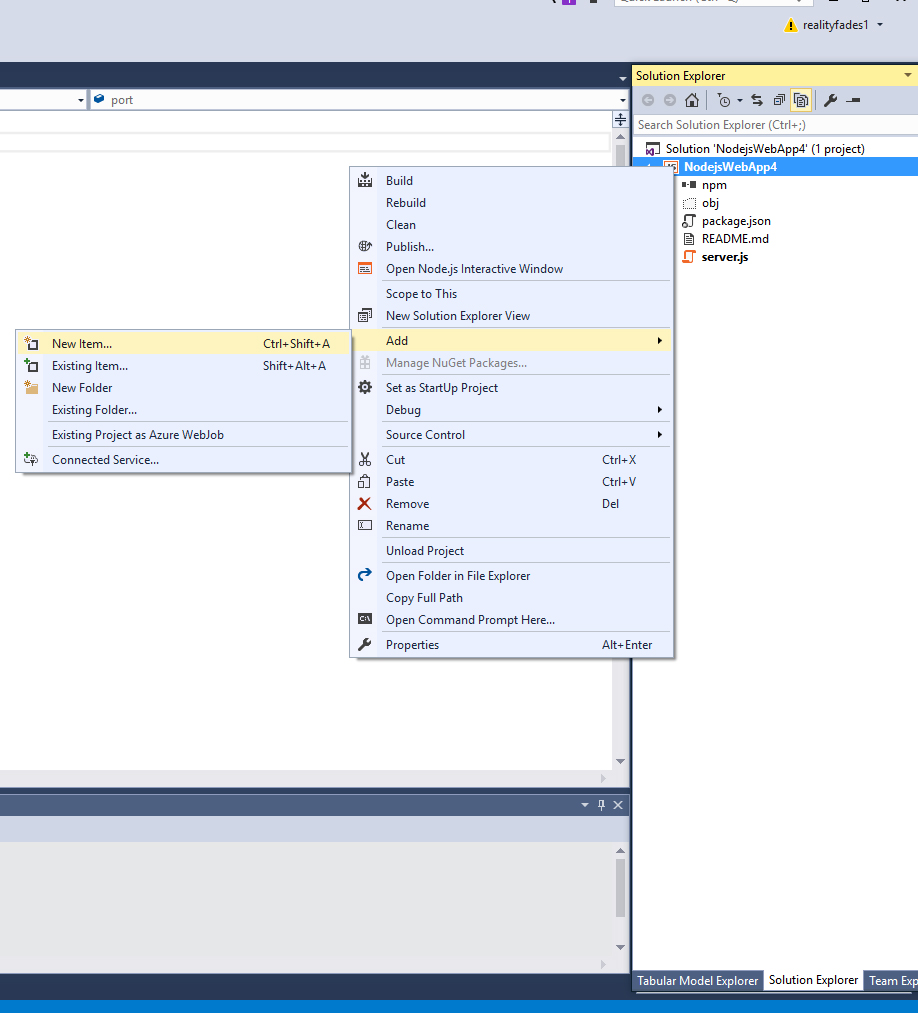 realityfades1
Solution Explorer
port
Search Solution Explorer (Ctrl+;)
Solution 'NodejsWebApp4' (1 project)
NodejsWebApp4
npm
obj
package.json
README.md
server.js
Build
Rebuild
Clean
Publish...
Open Node.js Interactive Window
Scope to This
New Solution Explorer View
Add
Manage NuGet Packages...
Set as StartUp Project
Debug
Source Control
Cut Ctrl+X
Paste Ctrl+V
Remove Del
Rename
Unload Project
Open Folder in File Explorer
Copy Full Path
Open Command Prompt Here...
Properties Alt+Enter
New Item... Ctrl+Shift+A
Existing Item... Shift+Alt+A
New Folder
Existing Folder...
Existing Project as Azure WebJob
Connected Service...
Tabular Model Explorer Solution Explorer Team Exp